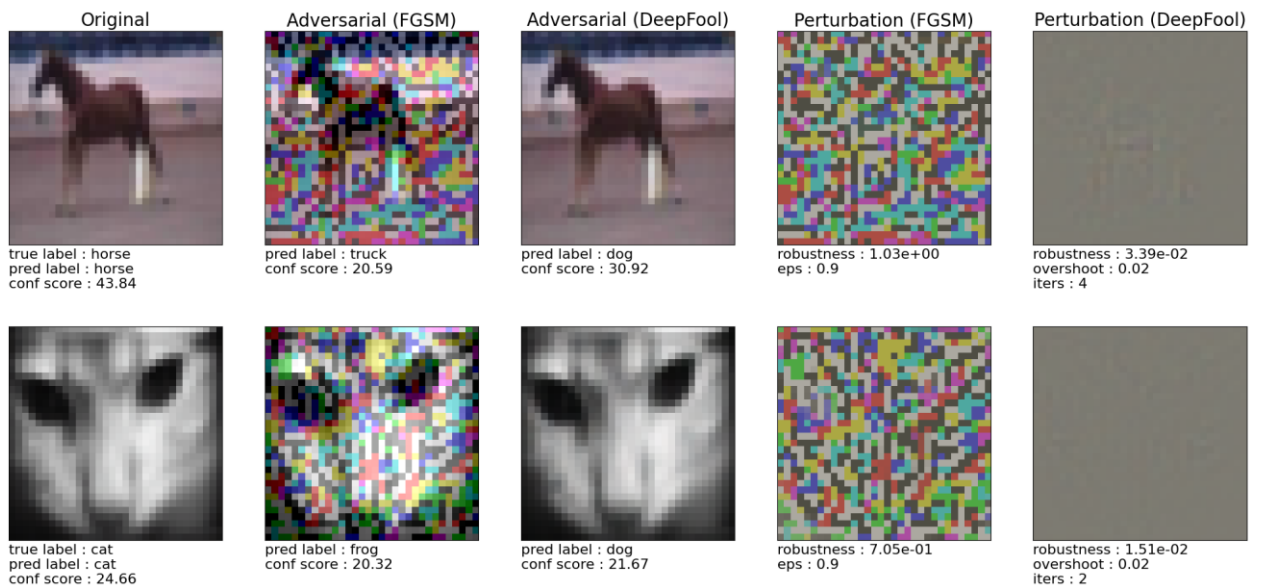 Original
Adversarial (FGSM)
Adversarial (DeepFool)
Perturbation (FGSM)
Perturbation (DeepFool)
true label : horse
pred label : horse
conf score : 43.84
pred label : truck
conf score : 20.59
pred label : dog
conf score : 30.92
robustness : 1.03e+00
eps : 0.9
robustness : 3.39e-02
overshoot : 0.02
iters : 4
true label : cat
pred label : cat
conf score : 24.66
pred label : frog
conf score : 20.32
pred label : dog
conf score : 21.67
robustness : 7.05e-01
eps : 0.9
robustness : 1.51e-02
overshoot : 0.02
iters : 2